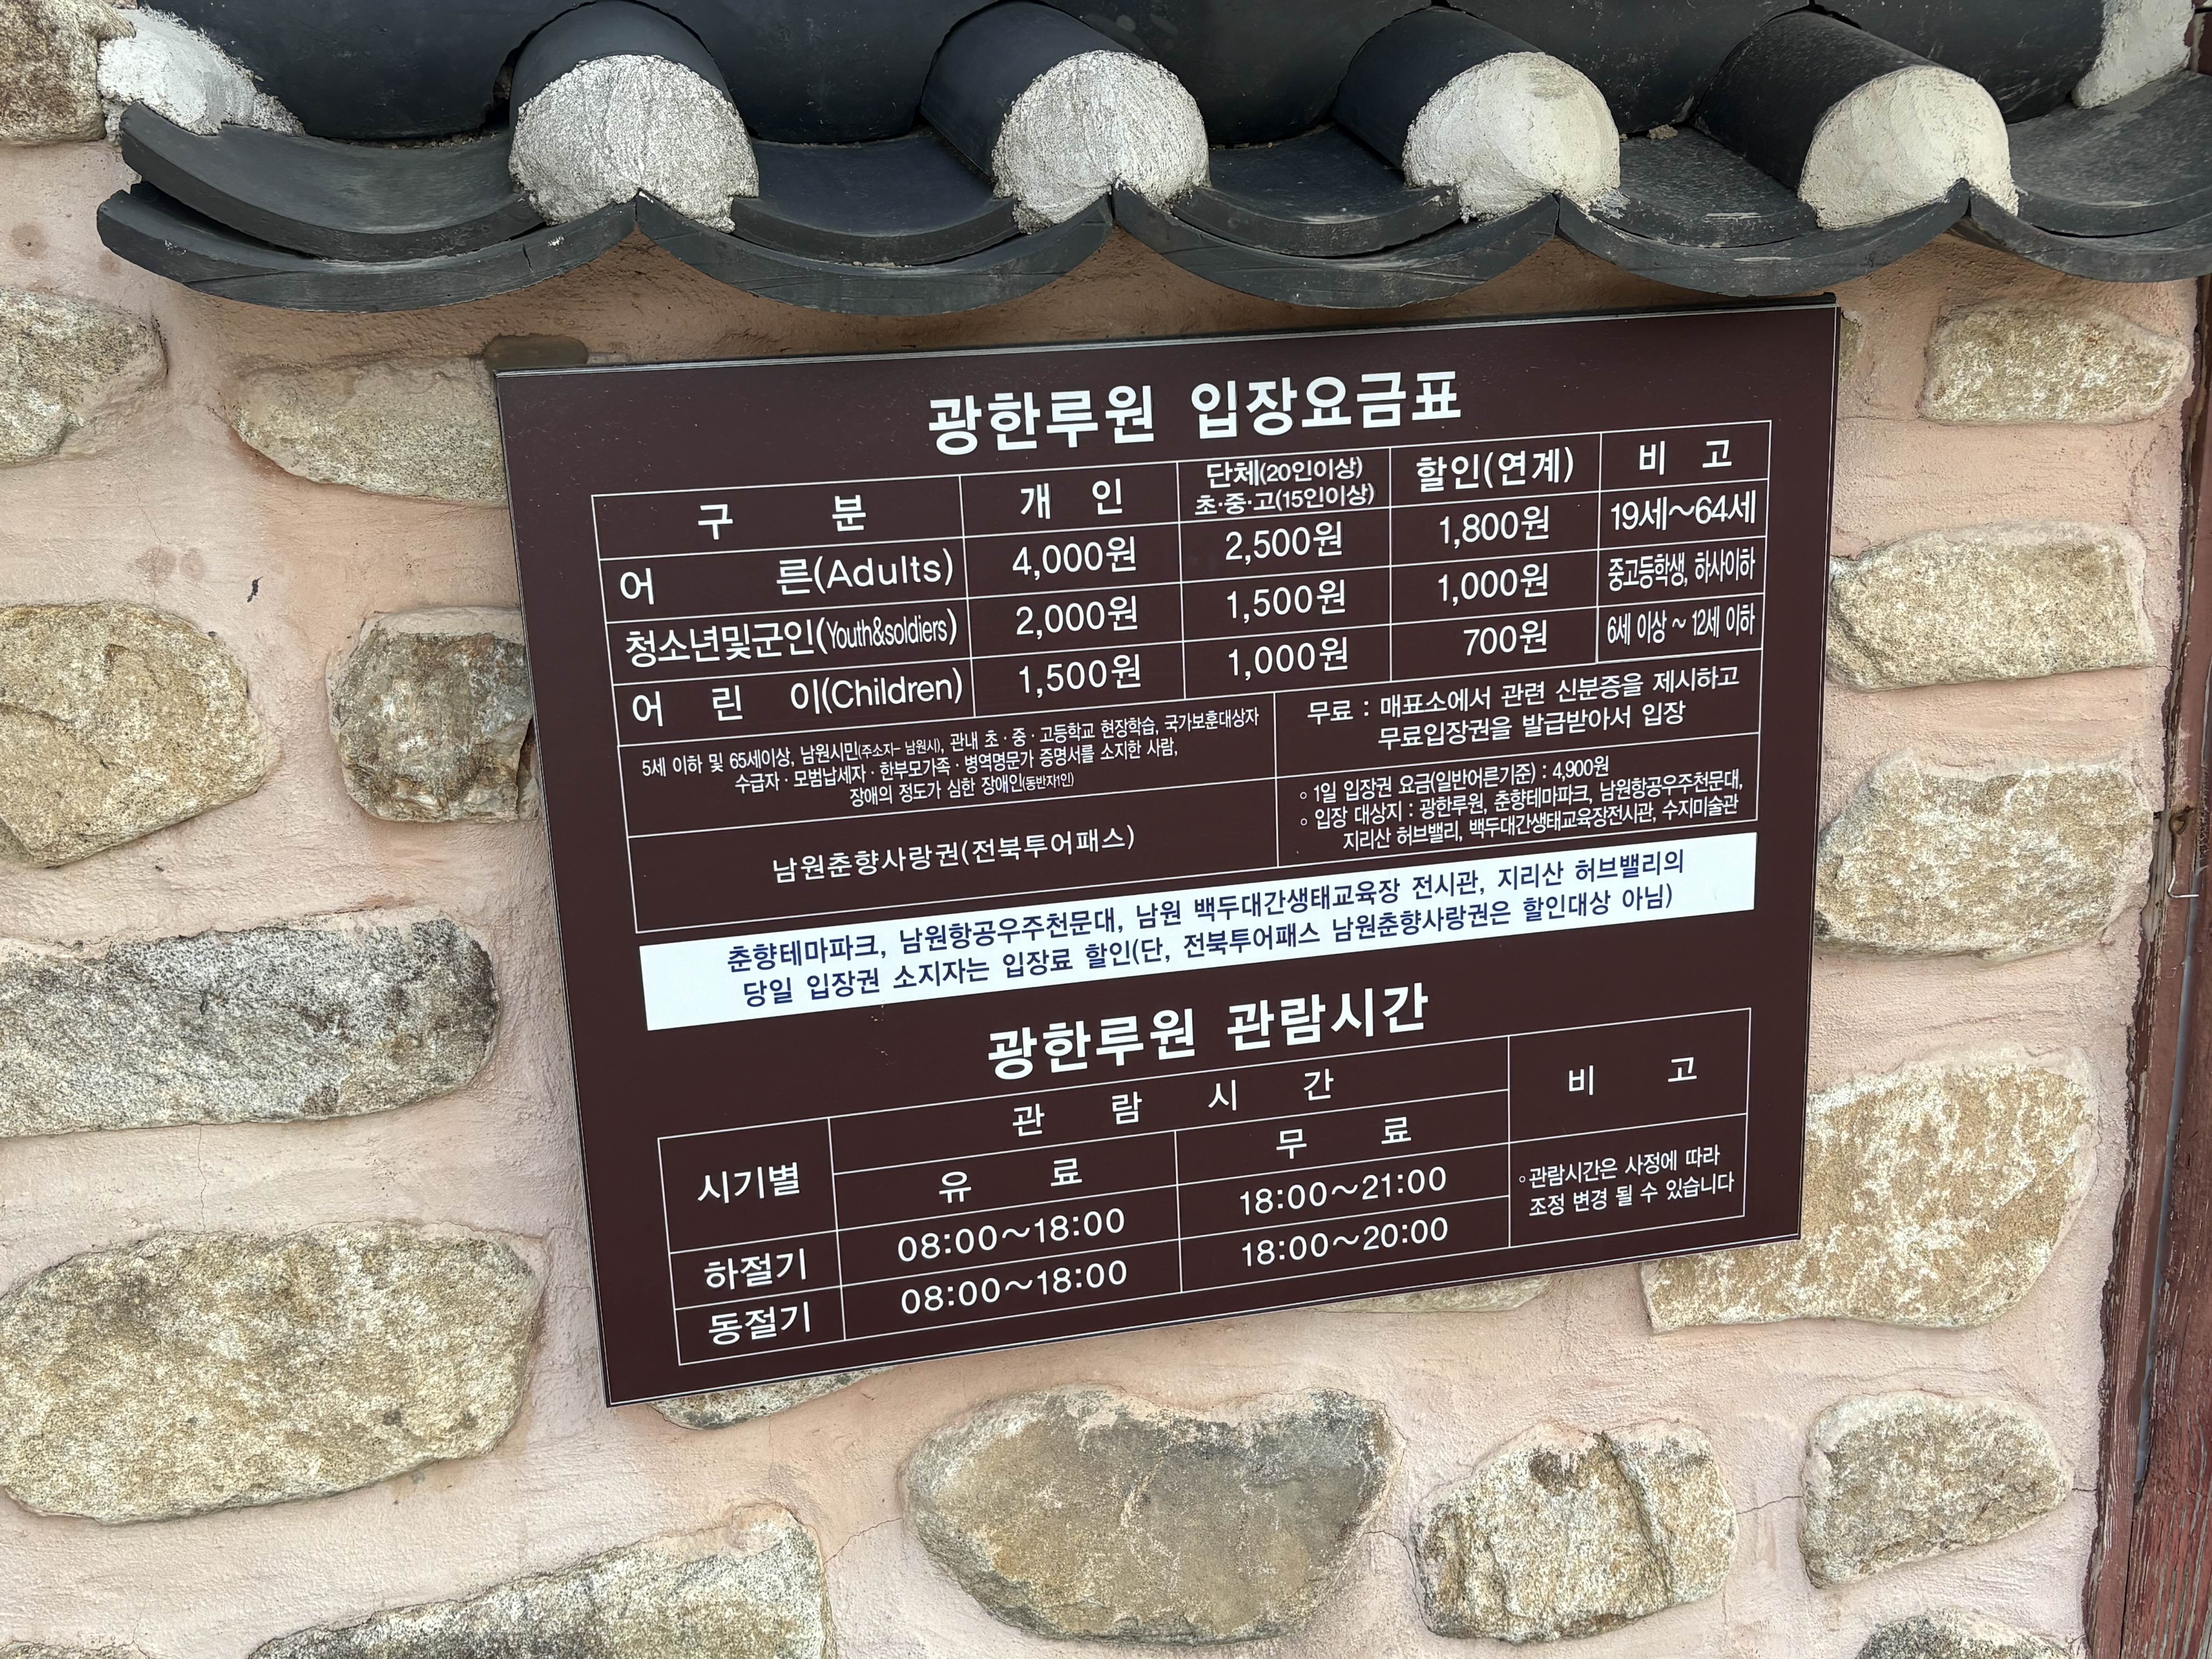 광한루원 입장요금표
구 분 개 인 단체(20인이상) 초·중·고(15인이상) 할인(연계) 비 고
어 른(Adults) 4,000원 2,500원 1,800원 19세~64세
청소년및군인(Youth&soldiers) 2,000원 1,500원 1,000원 중고등학생, 하사이하
어 린 이(Children) 1,500원 1,000원 700원 6세 이상 ~ 12세 이하
5세 이하 및 65세이상, 남원시민(주소지- 남원시), 관내 초·중·고등학교 현장학습, 국가보훈대상자
수급자·모범납세자·한부모가족·병역명문가 증명서를 소지한 사람,
장애의 정도가 심한 장애인(동반자1인)
무료 : 매표소에서 관련 신분증을 제시하고
무료입장권을 발급받아서 입장
남원춘향사랑권(전북투어패스)
◦ 1일 입장권 요금(일반어른기준) : 4,900원
◦ 입장 대상지 : 광한루원, 춘향테마파크, 남원항공우주천문대,
지리산 허브밸리, 백두대간생태교육장전시관, 수지미술관
춘향테마파크, 남원항공우주천문대, 남원 백두대간생태교육장 전시관, 지리산 허브밸리의
당일 입장권 소지자는 입장료 할인(단, 전북투어패스 남원춘향사랑권은 할인대상 아님)
광한루원 관람시간
시기별 관 람 시 간 비 고
유 료 무 료
하절기 08:00~18:00 18:00~21:00
동절기 08:00~18:00 18:00~20:00
◦관람시간은 사정에 따라
조정 변경 될 수 있습니다